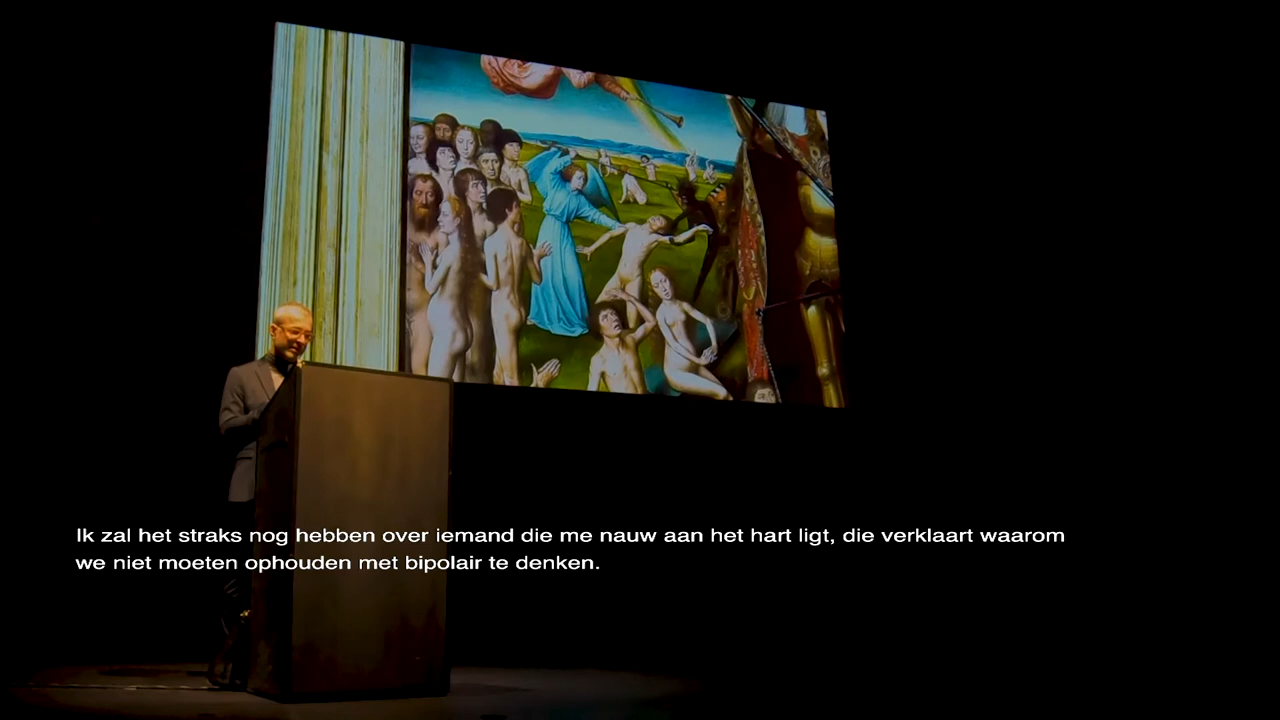 Ik zal het straks nog hebben over iemand die me nauw aan het hart ligt, die verklaart waarom
we niet moeten ophouden met bipolair te denken.